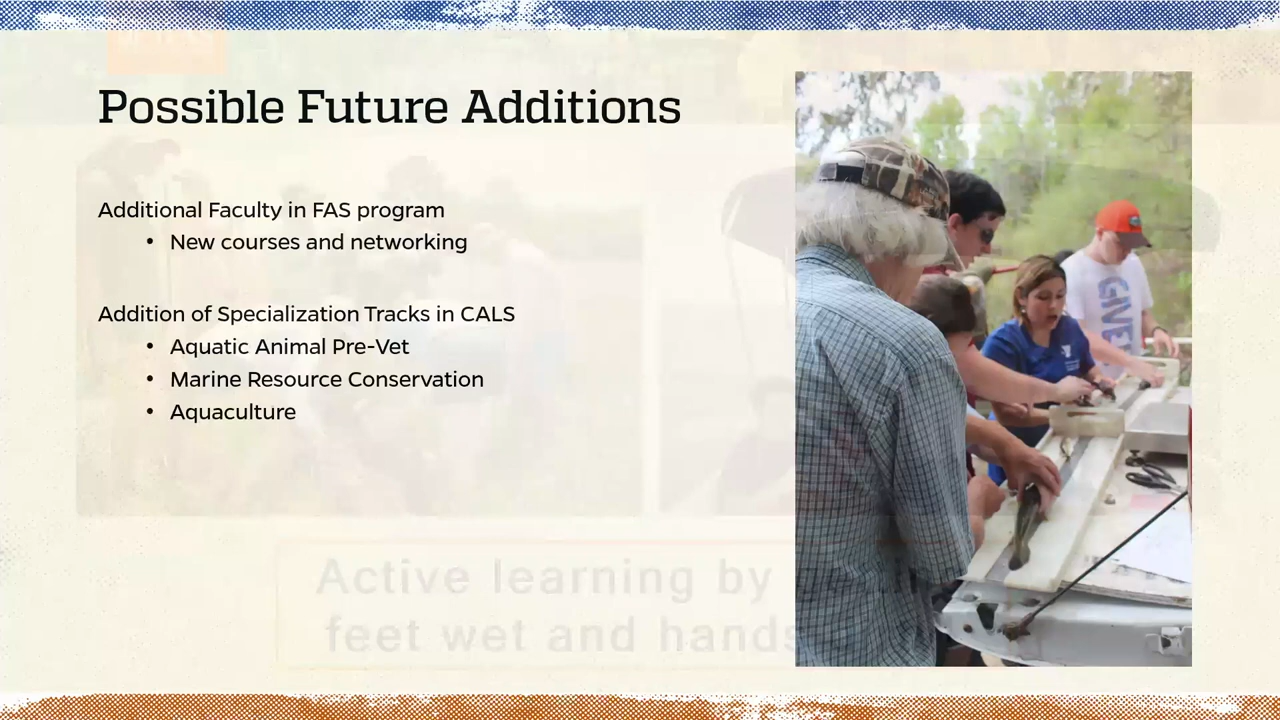 Possible Future Additions
Additional Faculty in FAS program
• New courses and networking
Addition of Specialization Tracks in CALS
• Aquatic Animal Pre-Vet
• Marine Resource Conservation
• Aquaculture
Active learning by
feet wet and hands